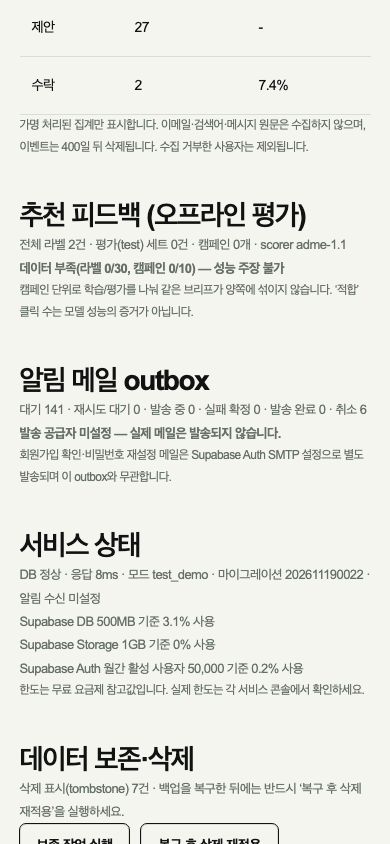 제안 27 -
수락 2 7.4%
가명 처리된 집계만 표시합니다. 이메일·검색어·메시지 원문은 수집하지 않으며,
이벤트는 400일 뒤 삭제됩니다. 수집 거부한 사용자는 제외됩니다.
추천 피드백 (오프라인 평가)
전체 라벨 2건 · 평가(test) 세트 0건 · 캠페인 0개 · scorer adme-1.1
데이터 부족(라벨 0/30, 캠페인 0/10) — 성능 주장 불가
캠페인 단위로 학습/평가를 나눠 같은 브리프가 양쪽에 섞이지 않습니다. ‘적합’
클릭 수는 모델 성능의 증거가 아닙니다.
알림 메일 outbox
대기 141 · 재시도 대기 0 · 발송 중 0 · 실패 확정 0 · 발송 완료 0 · 취소 6
발송 공급자 미설정 — 실제 메일은 발송되지 않습니다.
회원가입 확인·비밀번호 재설정 메일은 Supabase Auth SMTP 설정으로 별도
발송되며 이 outbox와 무관합니다.
서비스 상태
DB 정상 · 응답 8ms · 모드 test_demo · 마이그레이션 202611190022 ·
알림 수신 미설정
Supabase DB 500MB 기준 3.1% 사용
Supabase Storage 1GB 기준 0% 사용
Supabase Auth 월간 활성 사용자 50,000 기준 0.2% 사용
한도는 무료 요금제 참고값입니다. 실제 한도는 각 서비스 콘솔에서 확인하세요.
데이터 보존·삭제
삭제 표시(tombstone) 7건 · 백업을 복구한 뒤에는 반드시 ‘복구 후 삭제
재적용’을 실행하세요.
보존 작업 실행 복구 후 삭제 재적용